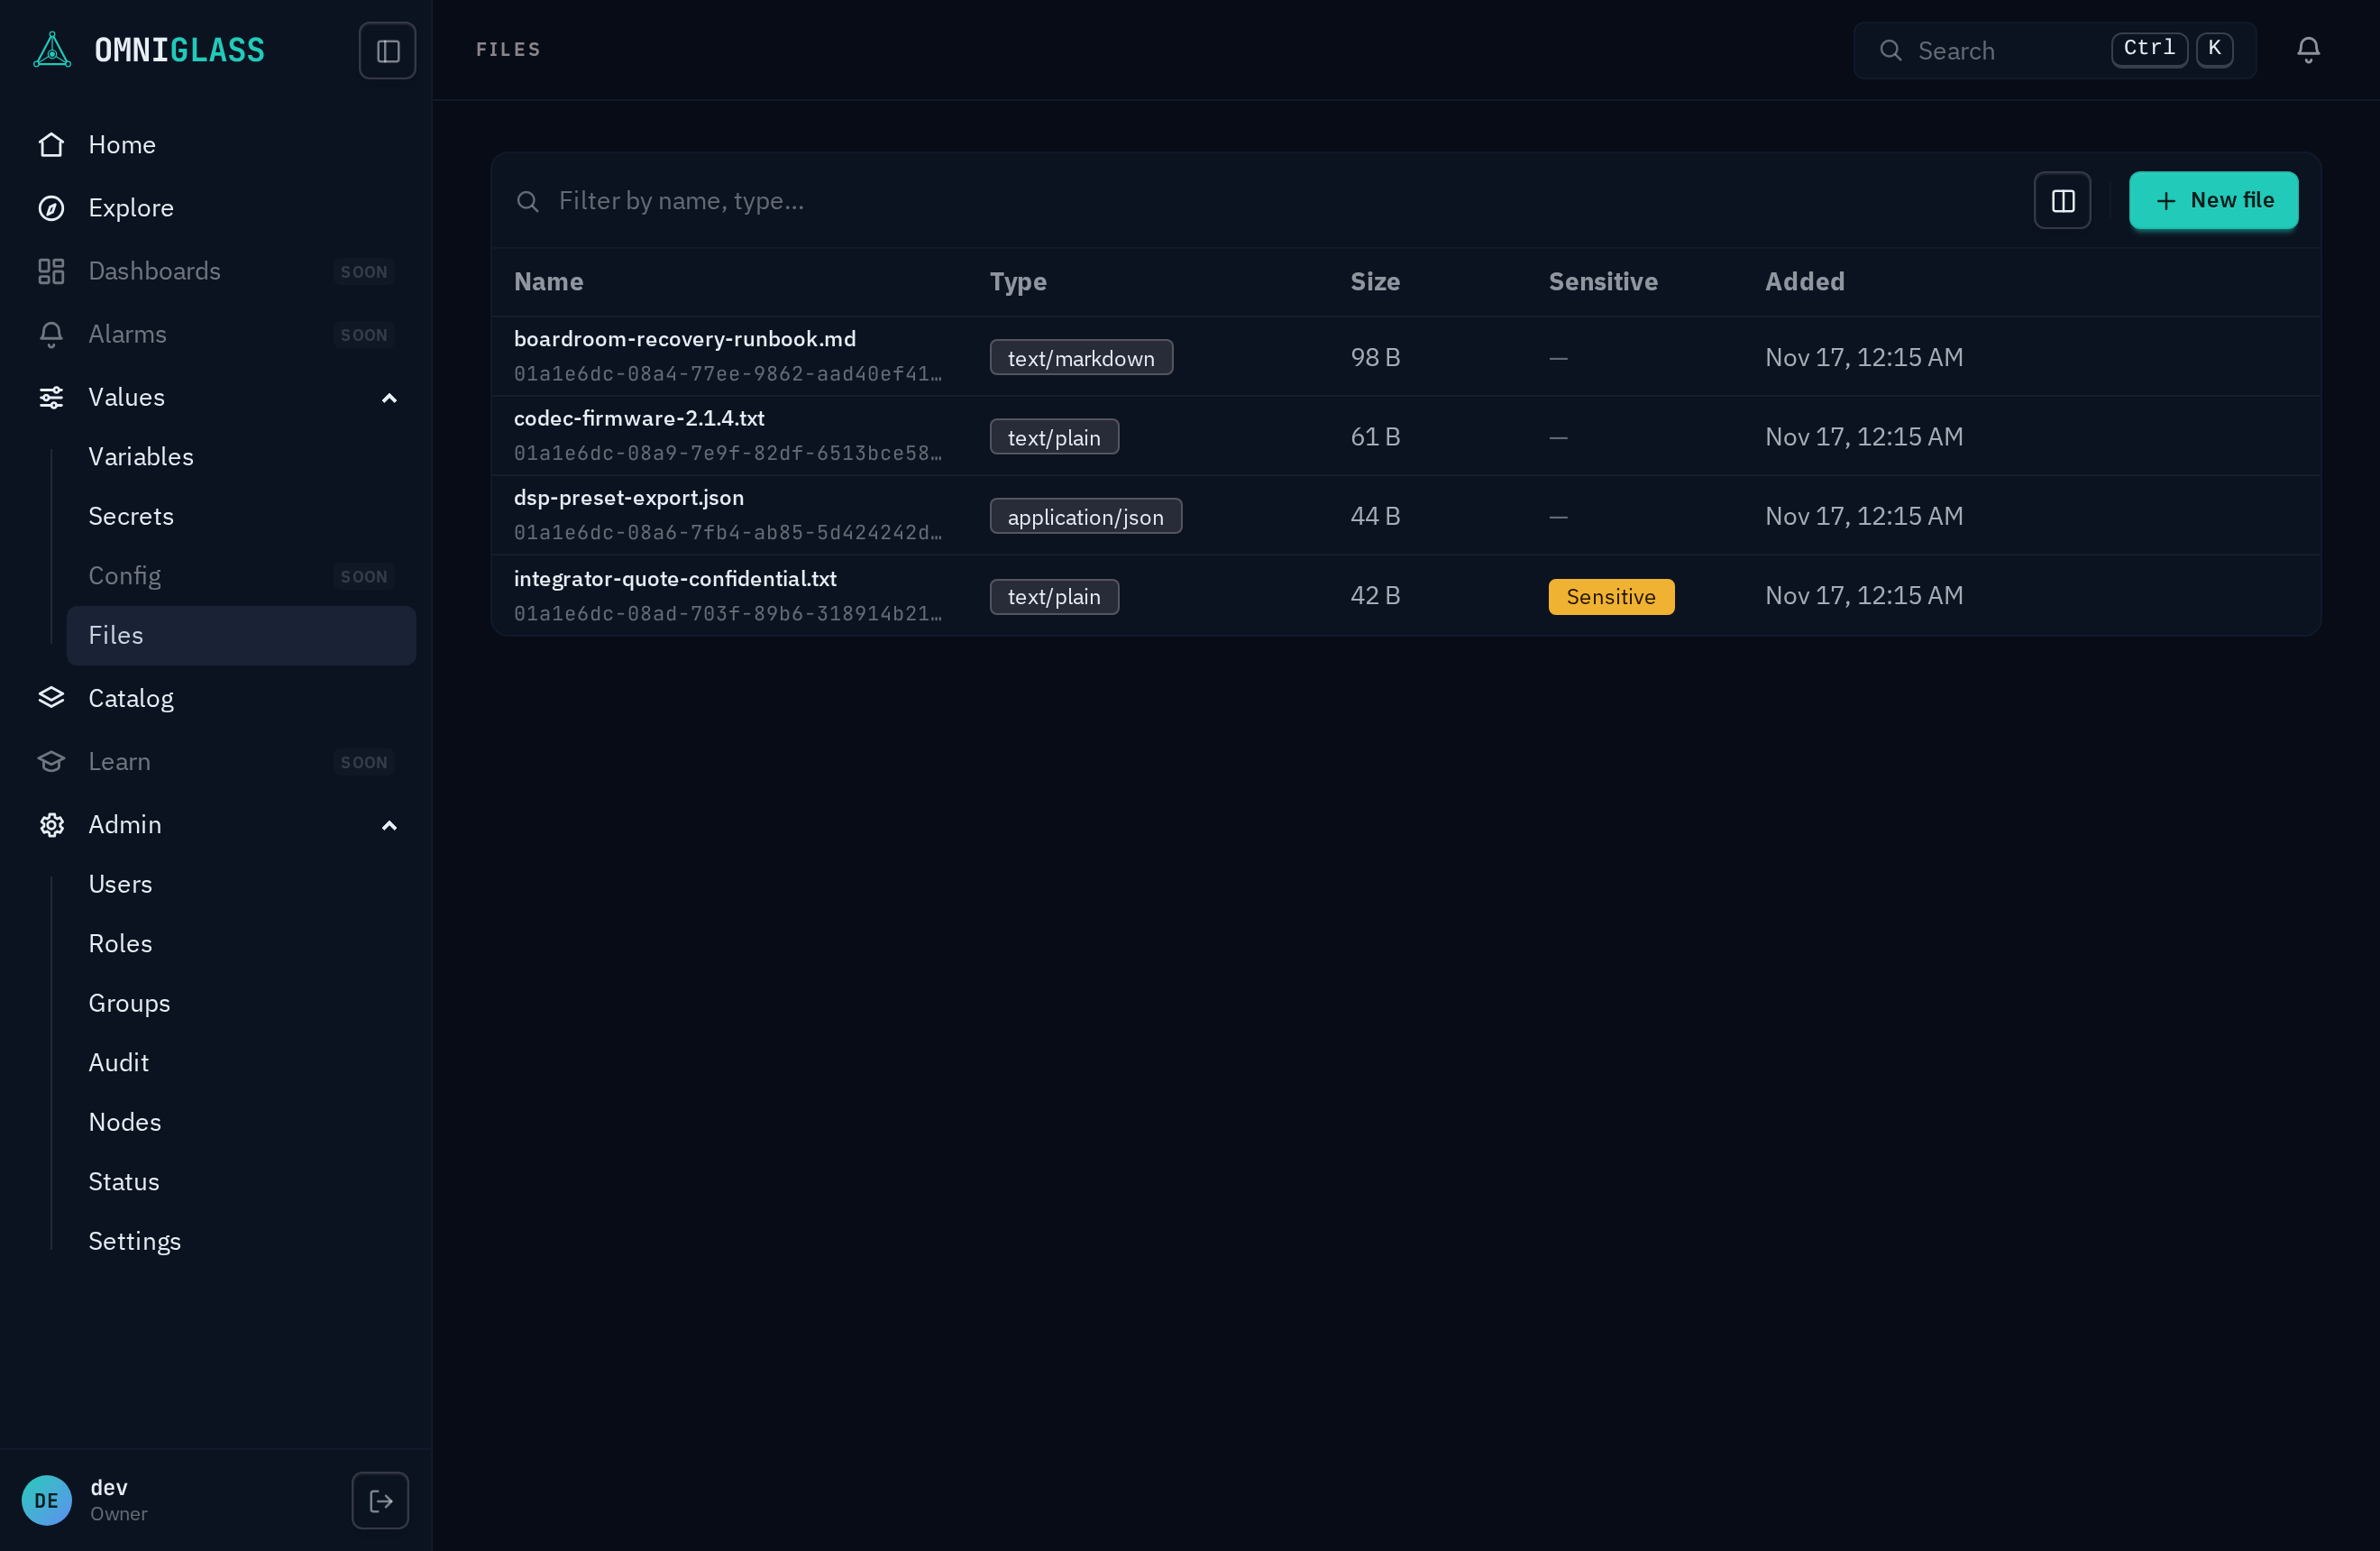 OMNIGLASS
Home
Explore
Dashboards SOON
Alarms SOON
Values
Variables
Secrets
Config SOON
Files
Catalog
Learn SOON
Admin
Users
Roles
Groups
Audit
Nodes
Status
Settings
DE
dev
Owner
FILES
Search Ctrl K
Filter by name, type...
New file
Name Type Size Sensitive Added
boardroom-recovery-runbook.md
01a1e6dc-08a4-77ee-9862-aad40ef41…
text/markdown 98 B — Nov 17, 12:15 AM
codec-firmware-2.1.4.txt
01a1e6dc-08a9-7e9f-82df-6513bce58…
text/plain 61 B — Nov 17, 12:15 AM
dsp-preset-export.json
01a1e6dc-08a6-7fb4-ab85-5d424242d…
application/json 44 B — Nov 17, 12:15 AM
integrator-quote-confidential.txt
01a1e6dc-08ad-703f-89b6-318914b21…
text/plain 42 B Sensitive Nov 17, 12:15 AM